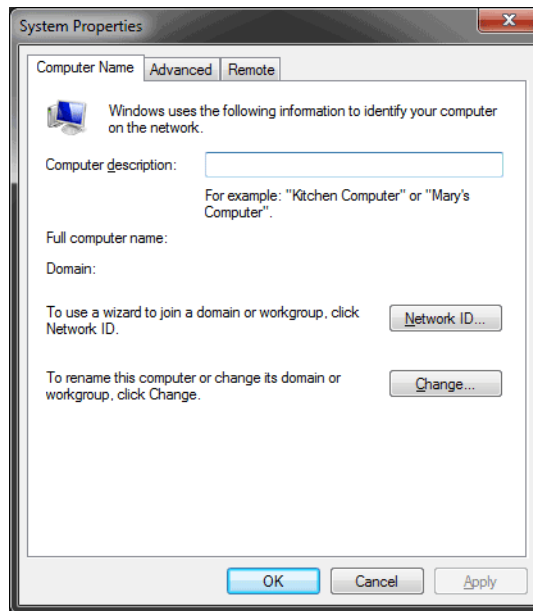 System Properties
Computer Name Advanced Remote
Windows uses the following information to identify your computer
on the network.
Computer description:
For example: "Kitchen Computer" or "Mary's
Computer".
Full computer name:
Domain:
To use a wizard to join a domain or workgroup, click
Network ID.
Network ID...
To rename this computer or change its domain or
workgroup, click Change.
Change...
OK Cancel Apply